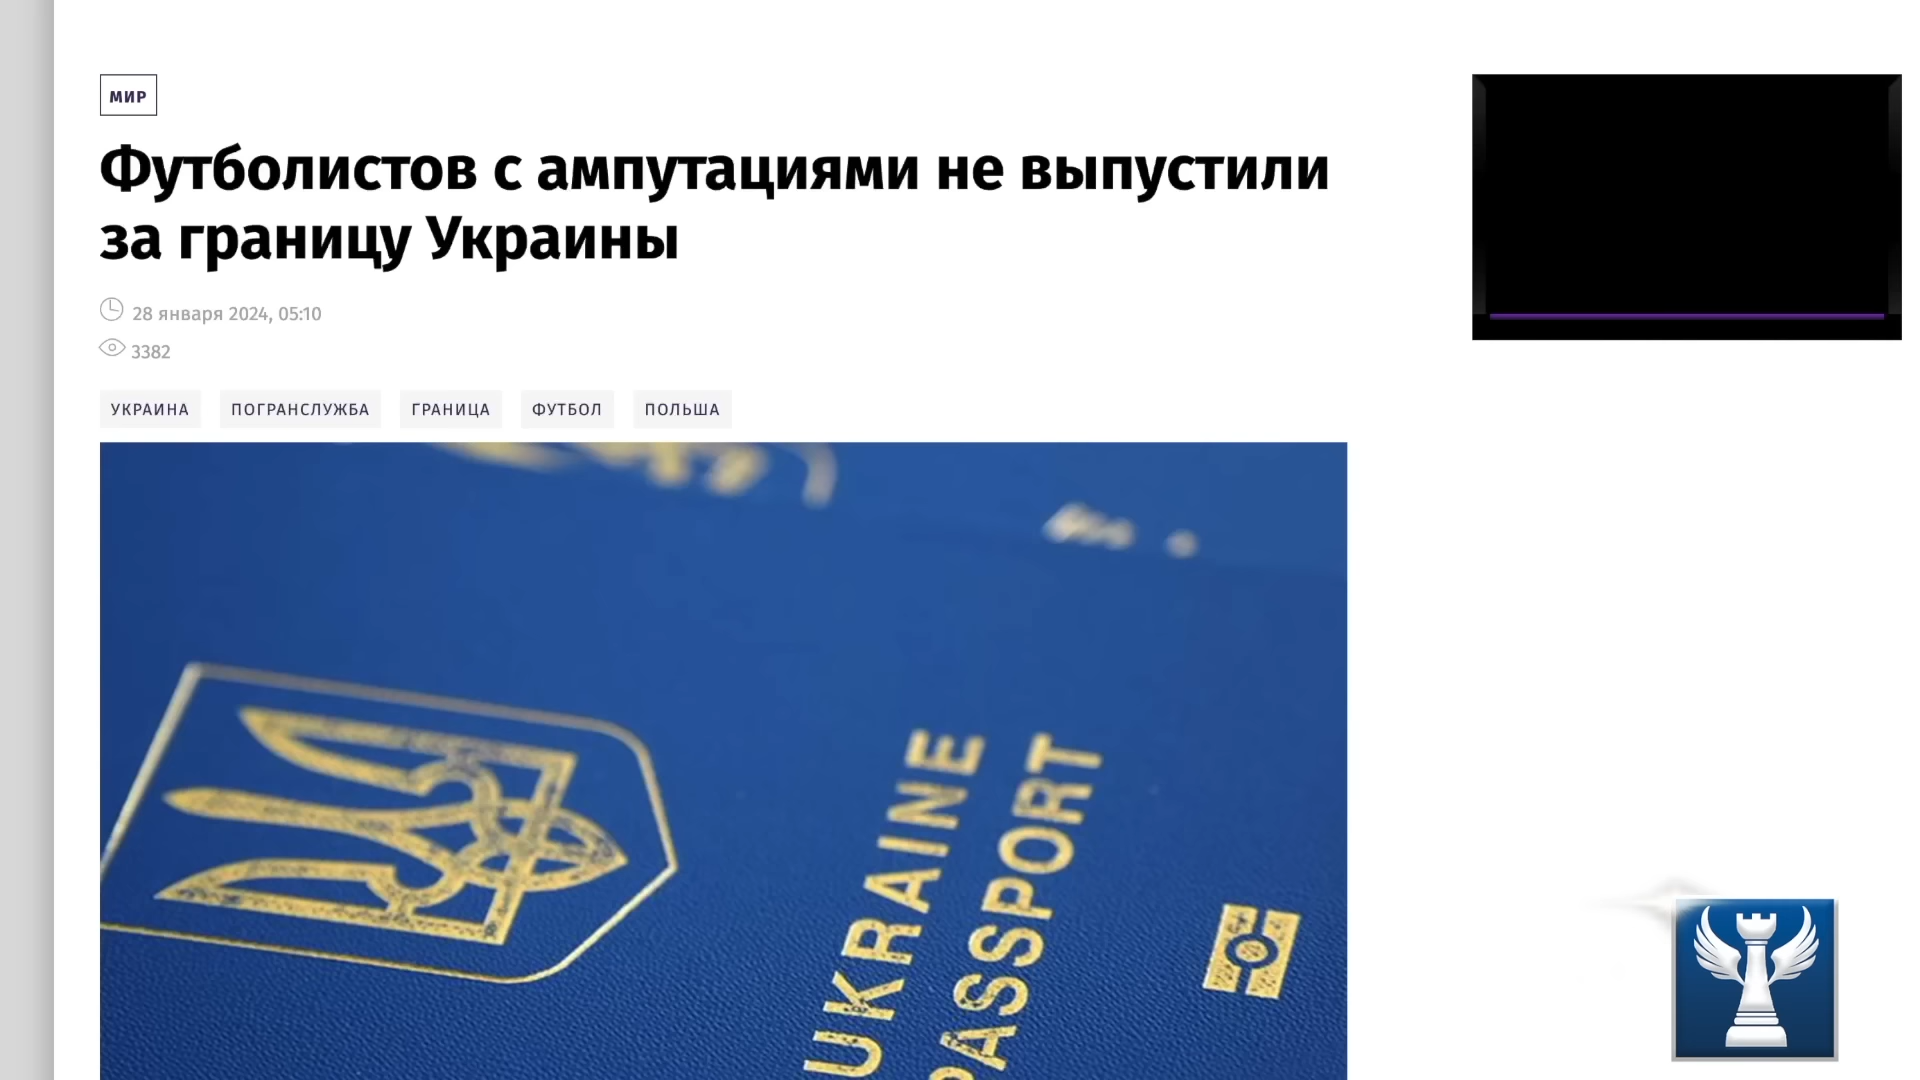 МИР
Футболистов с ампутациями не выпустили
за границу Украины
28 января 2024, 05:10
3382
УКРАИНА ПОГРАНСЛУЖБА ГРАНИЦА ФУТБОЛ ПОЛЬША
UKRAINE
PASSPORT